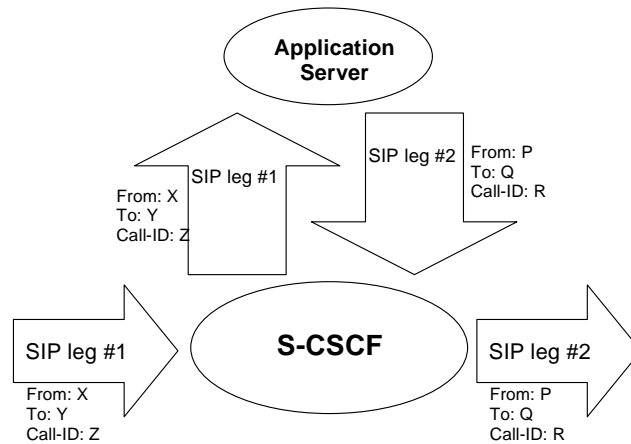 Application
Server
SIP leg #1
From: X
To: Y
Call-ID: Z
SIP leg #2
From: P
To: Q
Call-ID: R
SIP leg #1
From: X
To: Y
Call-ID: Z
S-CSCF
SIP leg #2
From: P
To: Q
Call-ID: R